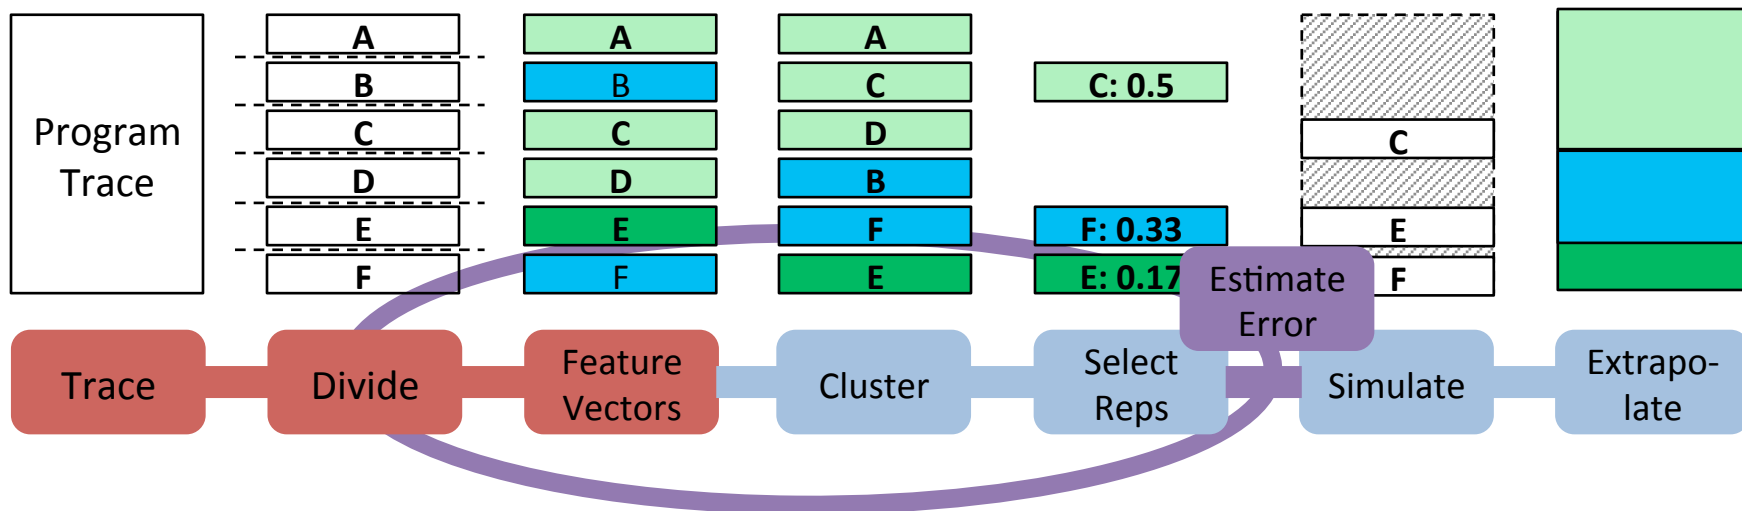 Program
Trace
A
B
C
D
E
F
A
B
C
D
E
F
A
C
D
B
F
E
C: 0.5
F: 0.33
E: 0.17
C
E
F
Estimate
Error
Trace
Divide
Feature
Vectors
Cluster
Select
Reps
Simulate
Extrapo-
late